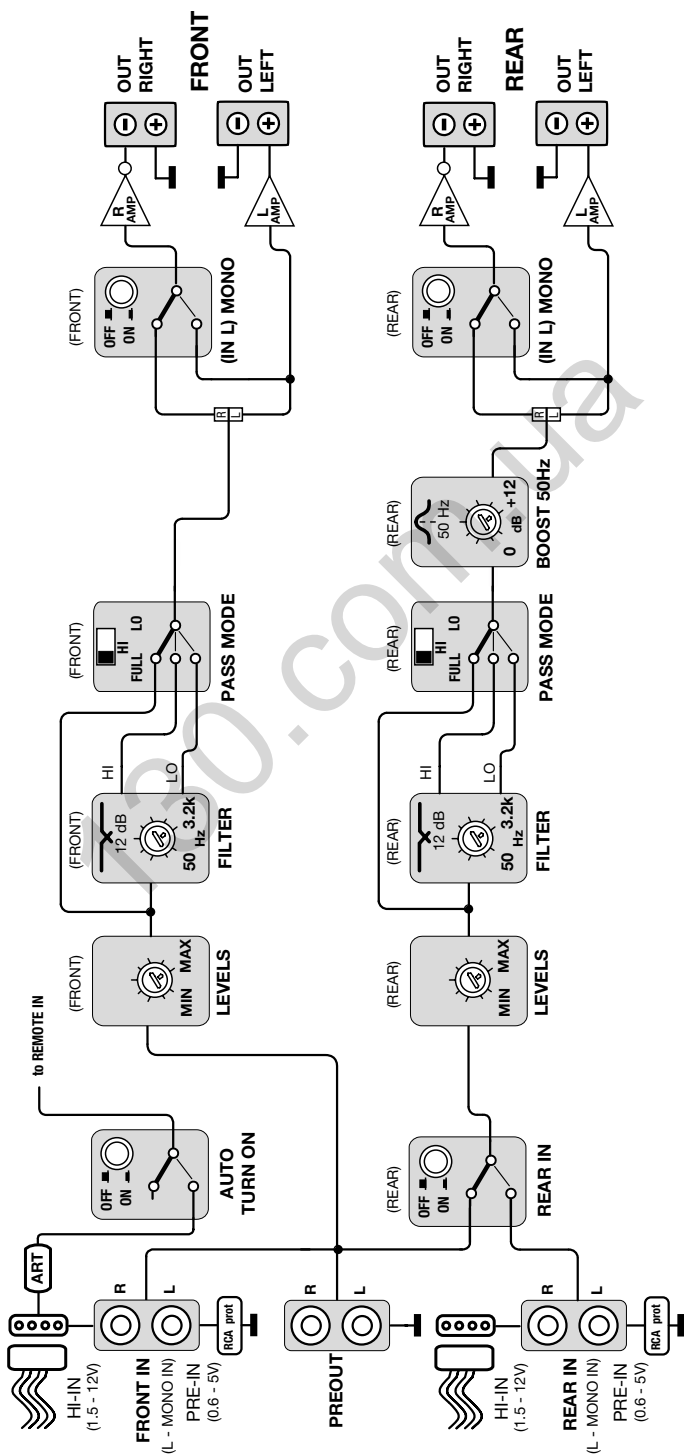 HI-IN
(1.5 - 12V)
ART
FRONT IN
(L - MONO IN)
PRE-IN
(0.6 - 5V)
R
L
RCA prot
OFF
ON
AUTO
TURN ON
to REMOTE IN
(FRONT)
MIN MAX
LEVELS
(FRONT)
12 dB
50 Hz 3.2k
FILTER
HI
LO
(FRONT)
FULL HI LO
PASS MODE
R
L
(FRONT)
OFF
ON
(IN L) MONO
R
AMP
L
AMP
OUT
RIGHT
FRONT
OUT
LEFT
PREOUT
R
L
HI-IN
(1.5 - 12V)
REAR IN
(L - MONO IN)
PRE-IN
(0.6 - 5V)
R
L
RCA prot
(REAR)
OFF
ON
REAR IN
(REAR)
MIN MAX
LEVELS
(REAR)
12 dB
50 Hz 3.2k
FILTER
HI
LO
(REAR)
FULL HI LO
PASS MODE
(REAR)
50 Hz
0 dB +12
BOOST 50Hz
R
L
(REAR)
OFF
ON
(IN L) MONO
R
AMP
L
AMP
OUT
RIGHT
REAR
OUT
LEFT
130.com.ua